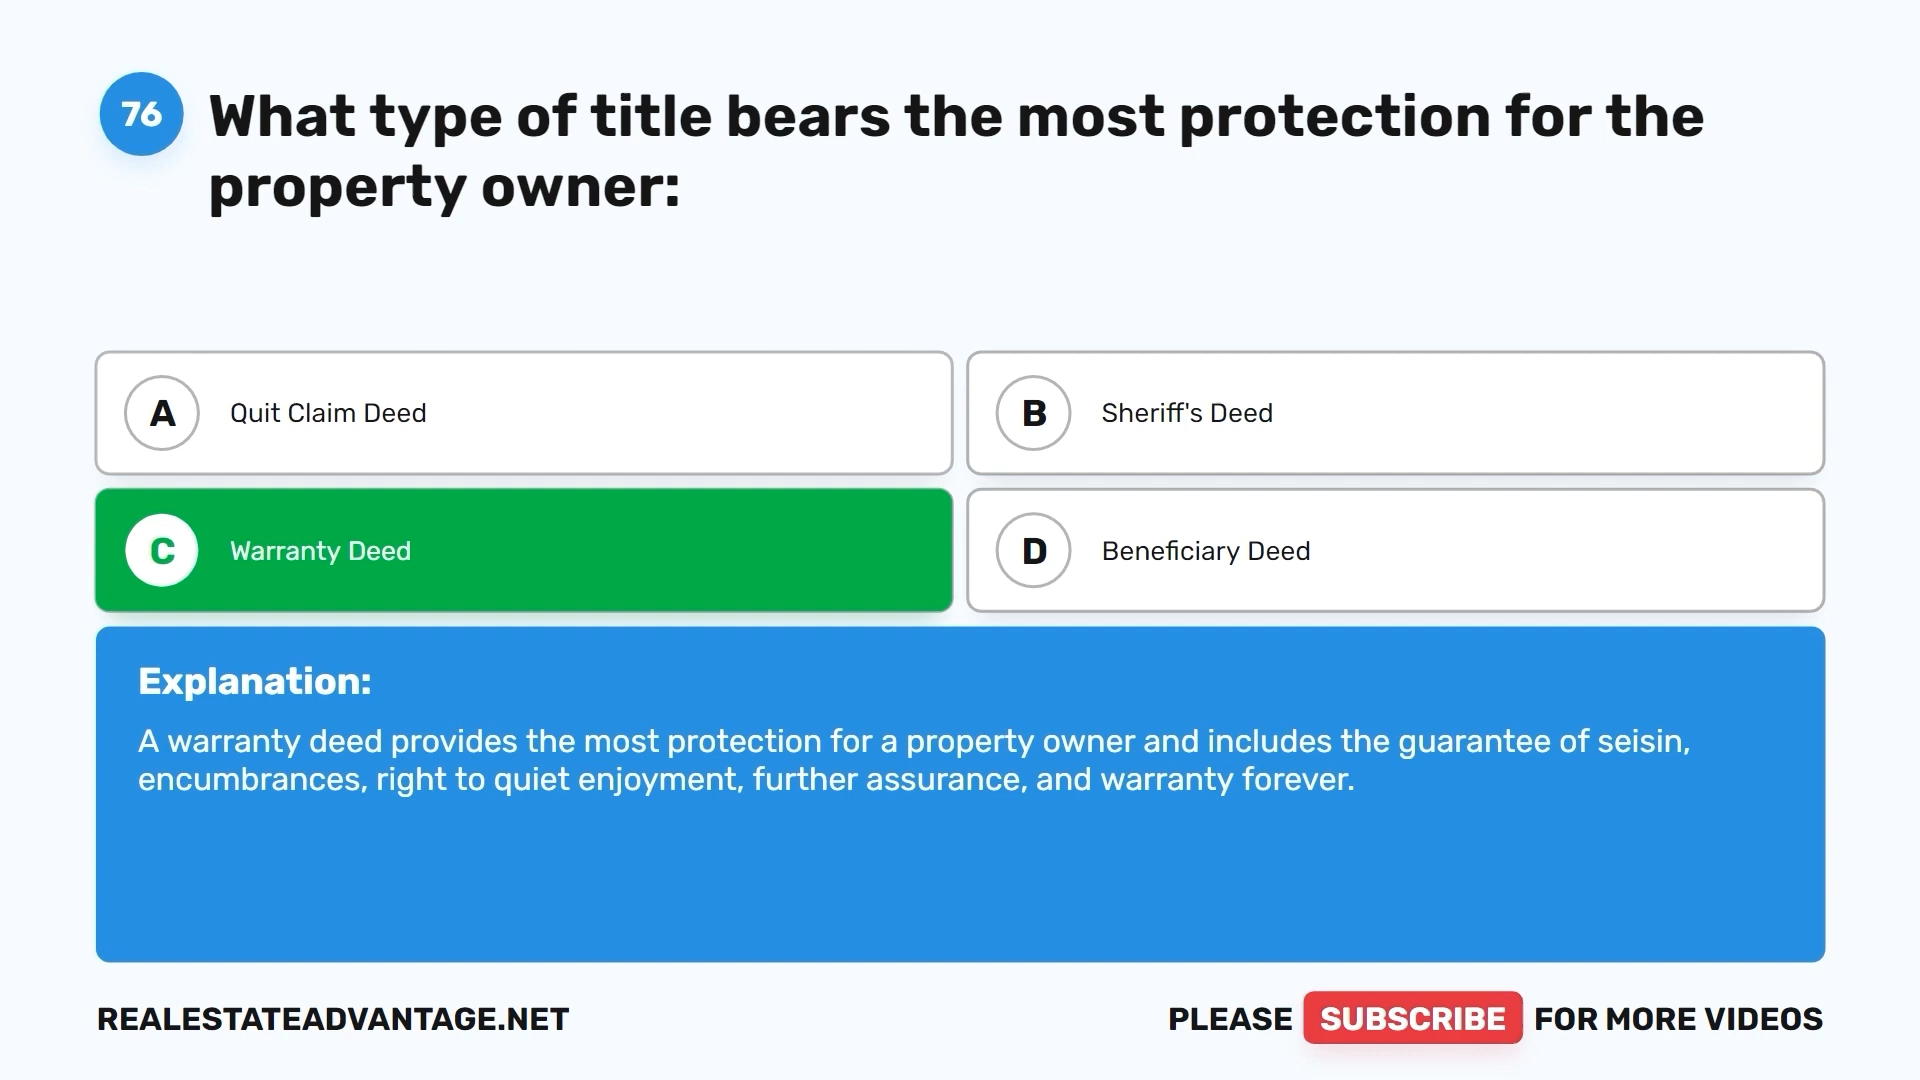 76
What type of title bears the most protection for the
property owner:
A Quit Claim Deed
B Sheriff's Deed
C Warranty Deed
D Beneficiary Deed
Explanation:
A warranty deed provides the most protection for a property owner and includes the guarantee of seisin,
encumbrances, right to quiet enjoyment, further assurance, and warranty forever.
REALESTATEADVANTAGE.NET
PLEASE SUBSCRIBE FOR MORE VIDEOS